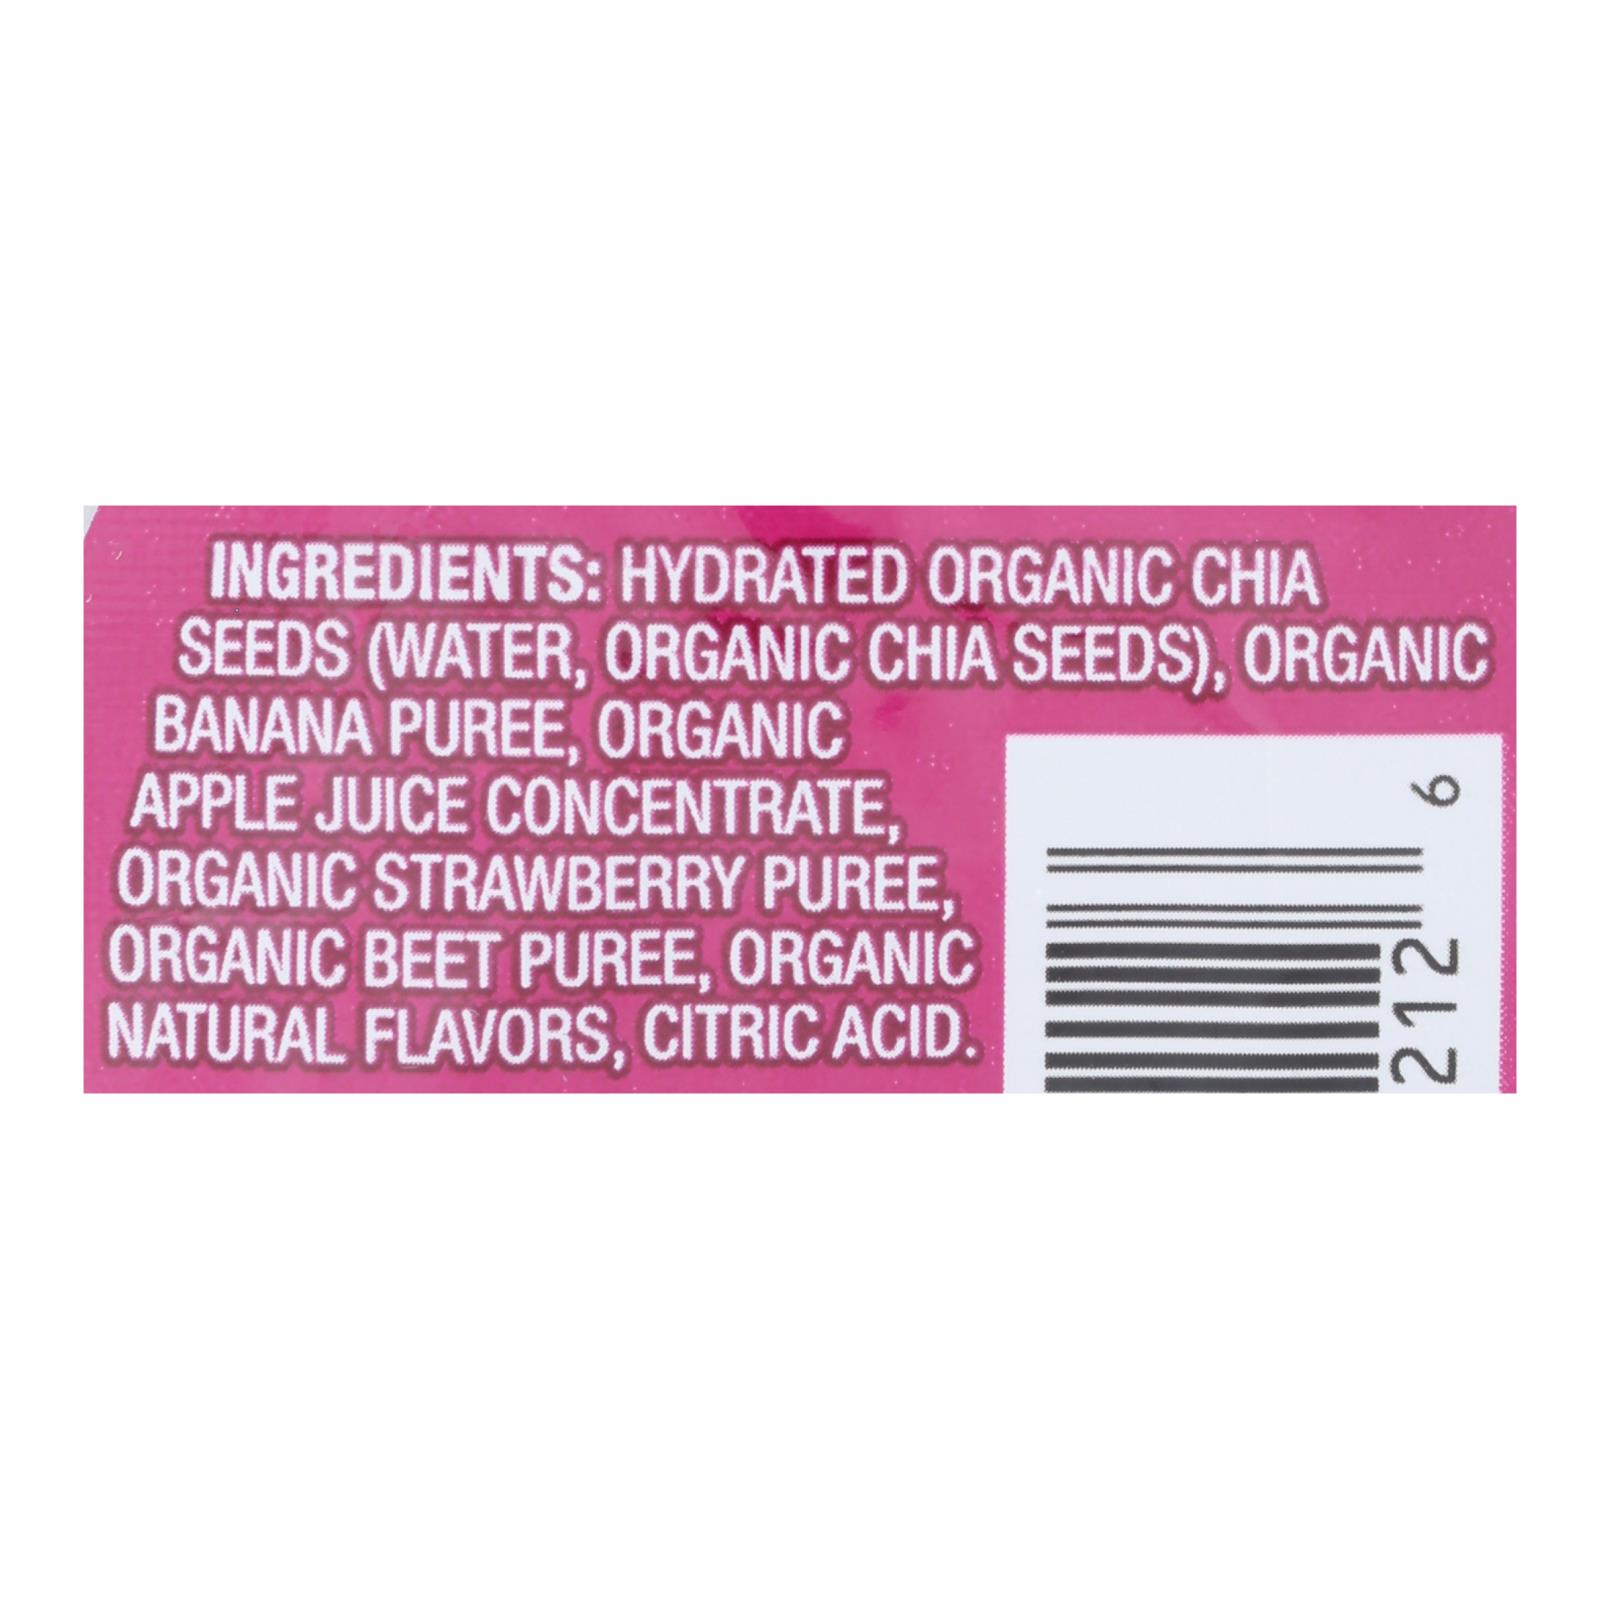 INGREDIENTS: HYDRATED ORGANIC CHIA
SEEDS (WATER, ORGANIC CHIA SEEDS), ORGANIC
BANANA PUREE, ORGANIC
APPLE JUICE CONCENTRATE,
ORGANIC STRAWBERRY PUREE,
ORGANIC BEET PUREE, ORGANIC
NATURAL FLAVORS, CITRIC ACID.
212
6